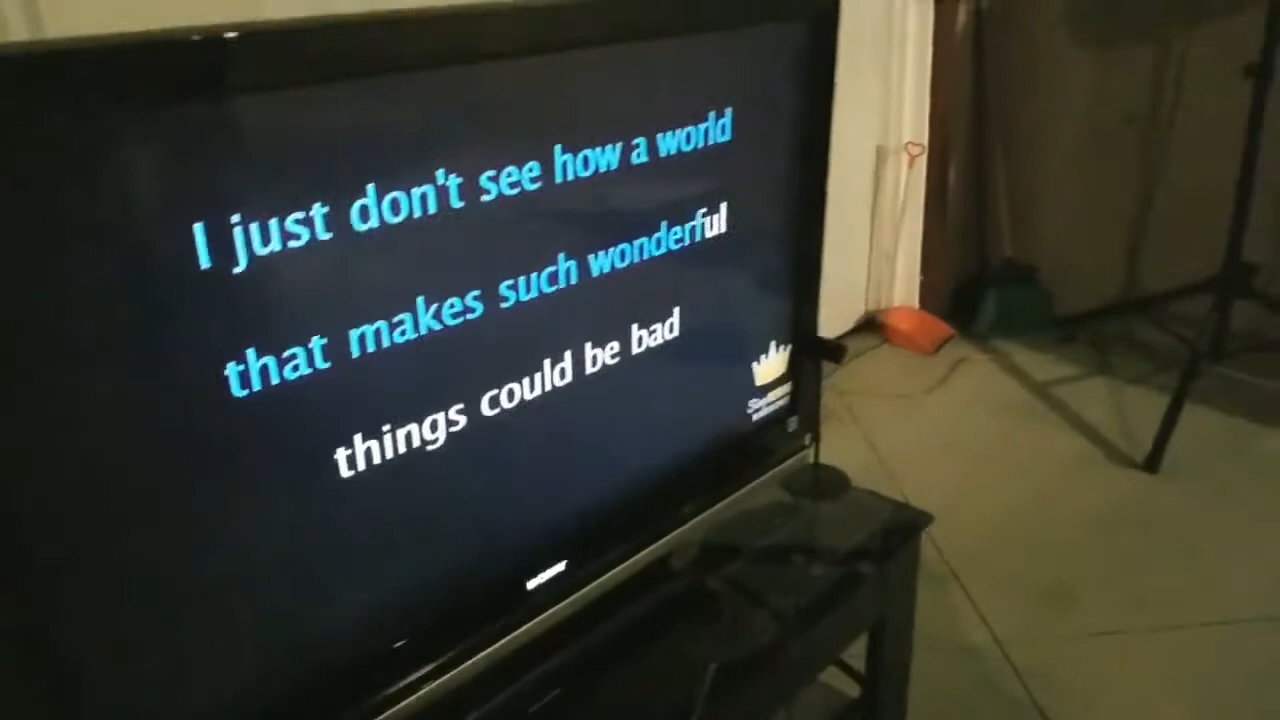 I just don't see how a world
that makes such wonderful
things could be bad